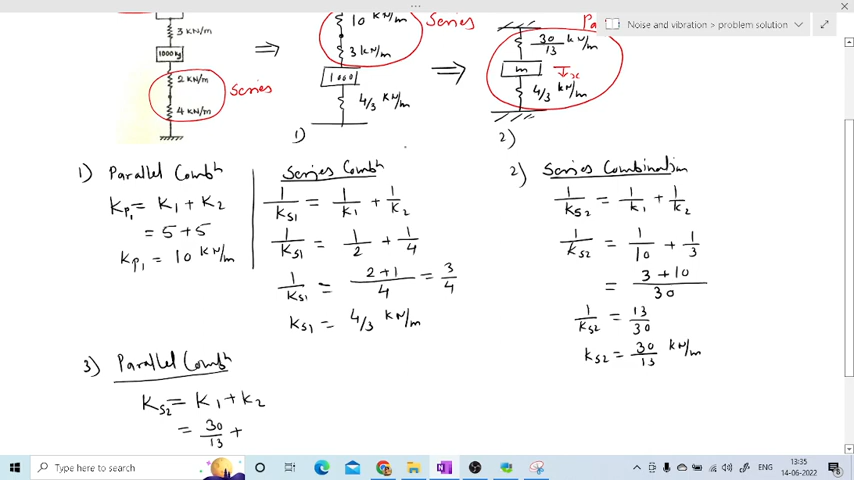 Noise and vibration > problem solution
3 KN/m
1000 kg
2 KN/m
4 KN/m
Series
10 KN/m
3 KN/m
1000
4/3 KN/m
1)
Series
30/13 KN/m
m
x
4/3 KN/m
2)
1) Parallel Combn
Kp1 = K1 + K2
= 5 + 5
Kp1 = 10 KN/m
Series Combn
1/KS1 = 1/K1 + 1/K2
1/KS1 = 1/2 + 1/4
1/KS1 = 2+1/4 = 3/4
KS1 = 4/3 KN/m
2) Series Combination
1/KS2 = 1/K1 + 1/K2
1/KS2 = 1/10 + 1/3
= 3+10/30
1/KS2 = 13/30
KS2 = 30/13 KN/m
3) Parallel Combn
KS2 = K1 + K2
= 30/13 +
Type here to search
ENG
13:35
14-06-2022